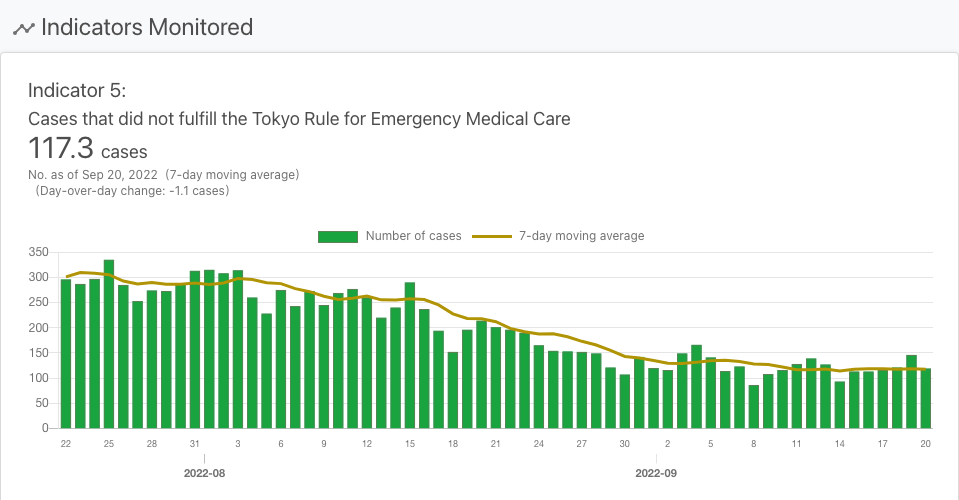 Indicators Monitored
Indicator 5:
Cases that did not fulfill the Tokyo Rule for Emergency Medical Care
117.3 cases
No. as of Sep 20, 2022 (7-day moving average)
(Day-over-day change: -1.1 cases)
Number of cases 7-day moving average
350
300
250
200
150
100
50
0
22 25 28 31 3 6 9 12 15 18 21 24 27 30 2 5 8 11 14 17 20
2022-08 2022-09